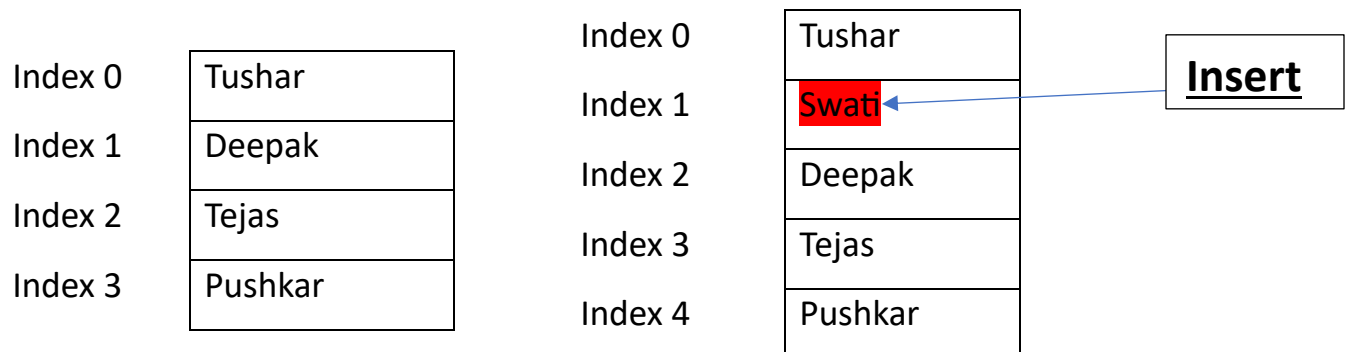 Index 0 Tushar
Index 1 Deepak
Index 2 Tejas
Index 3 Pushkar
Index 0 Tushar
Index 1 Swati
Index 2 Deepak
Index 3 Tejas
Index 4 Pushkar
Insert